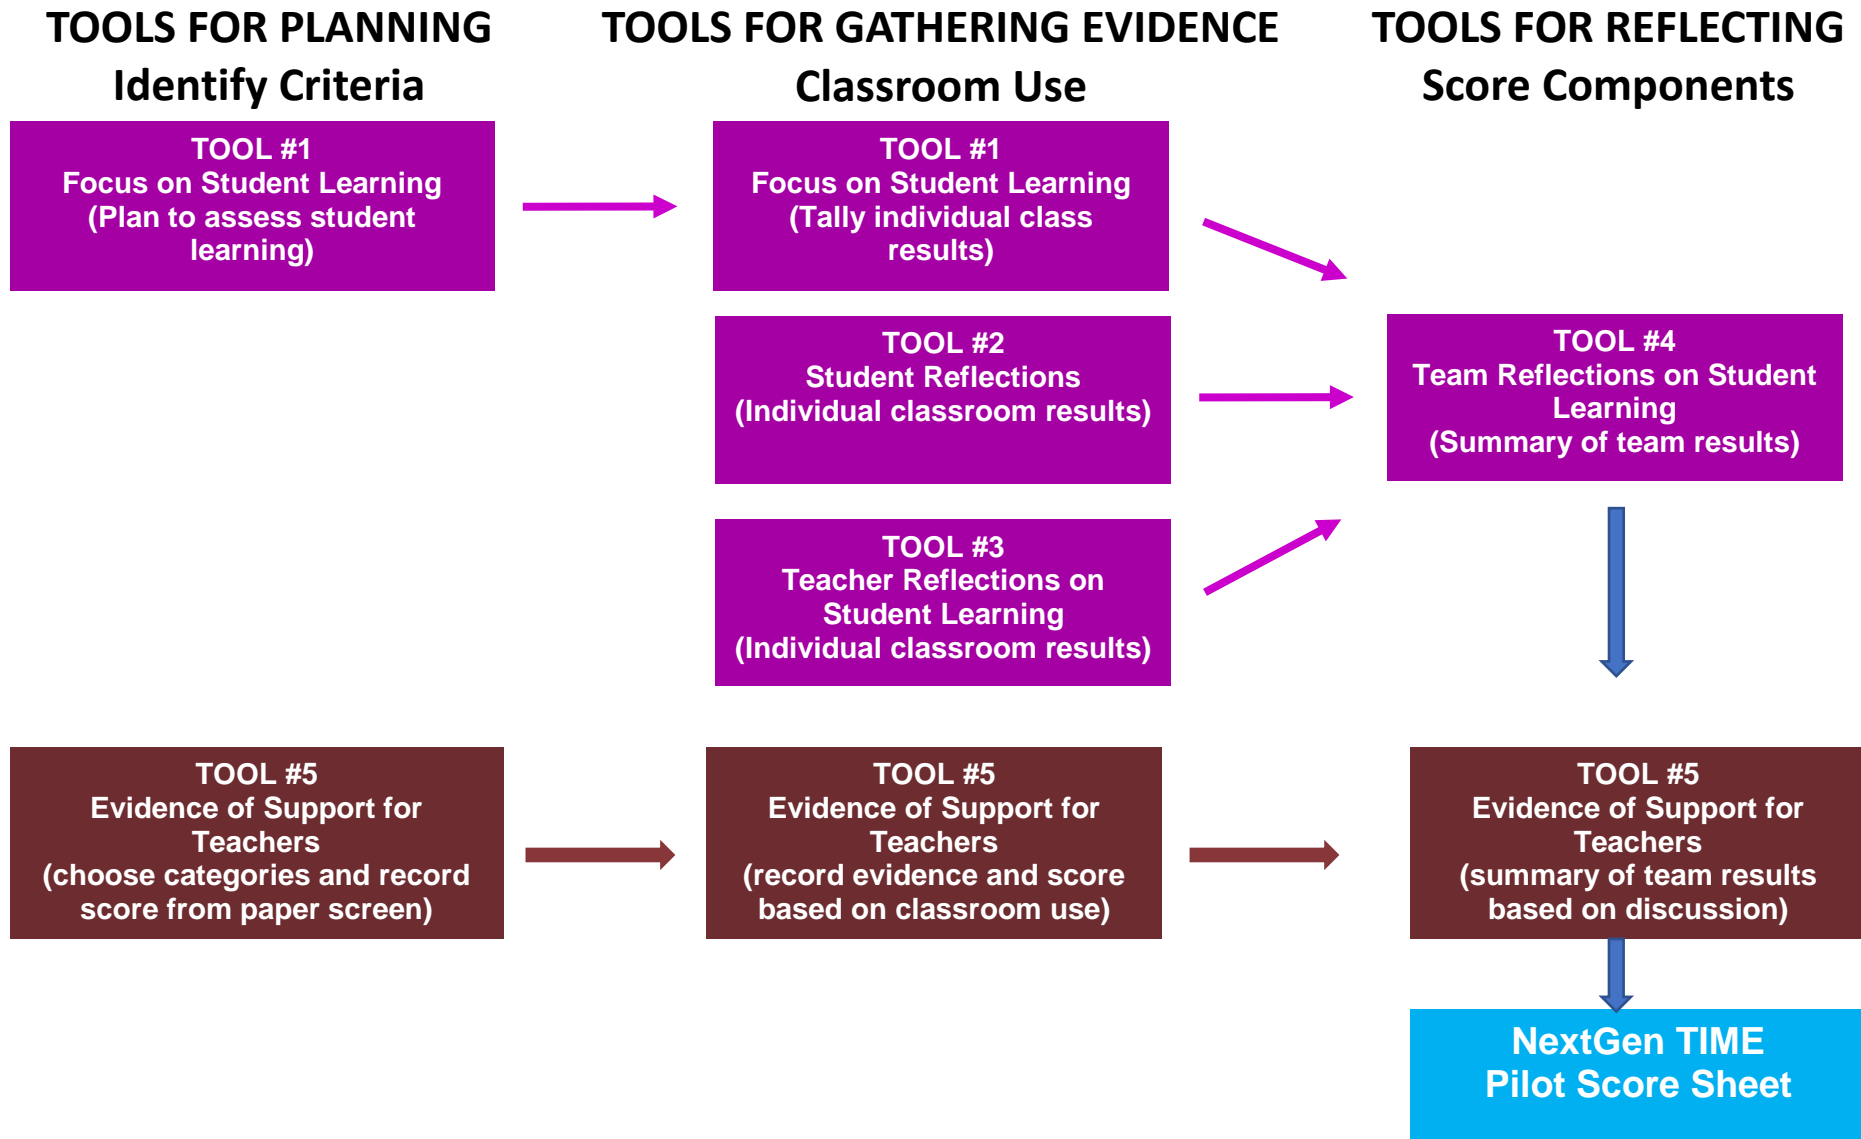 TOOLS FOR PLANNING
Identify Criteria
TOOLS FOR GATHERING EVIDENCE
Classroom Use
TOOLS FOR REFLECTING
Score Components
TOOL #1
Focus on Student Learning
(Plan to assess student
learning)
TOOL #1
Focus on Student Learning
(Tally individual class
results)
TOOL #2
Student Reflections
(Individual classroom results)
TOOL #3
Teacher Reflections on
Student Learning
(Individual classroom results)
TOOL #4
Team Reflections on Student
Learning
(Summary of team results)
TOOL #5
Evidence of Support for
Teachers
(choose categories and record
score from paper screen)
TOOL #5
Evidence of Support for
Teachers
(record evidence and score
based on classroom use)
TOOL #5
Evidence of Support for
Teachers
(summary of team results
based on discussion)
NextGen TIME
Pilot Score Sheet